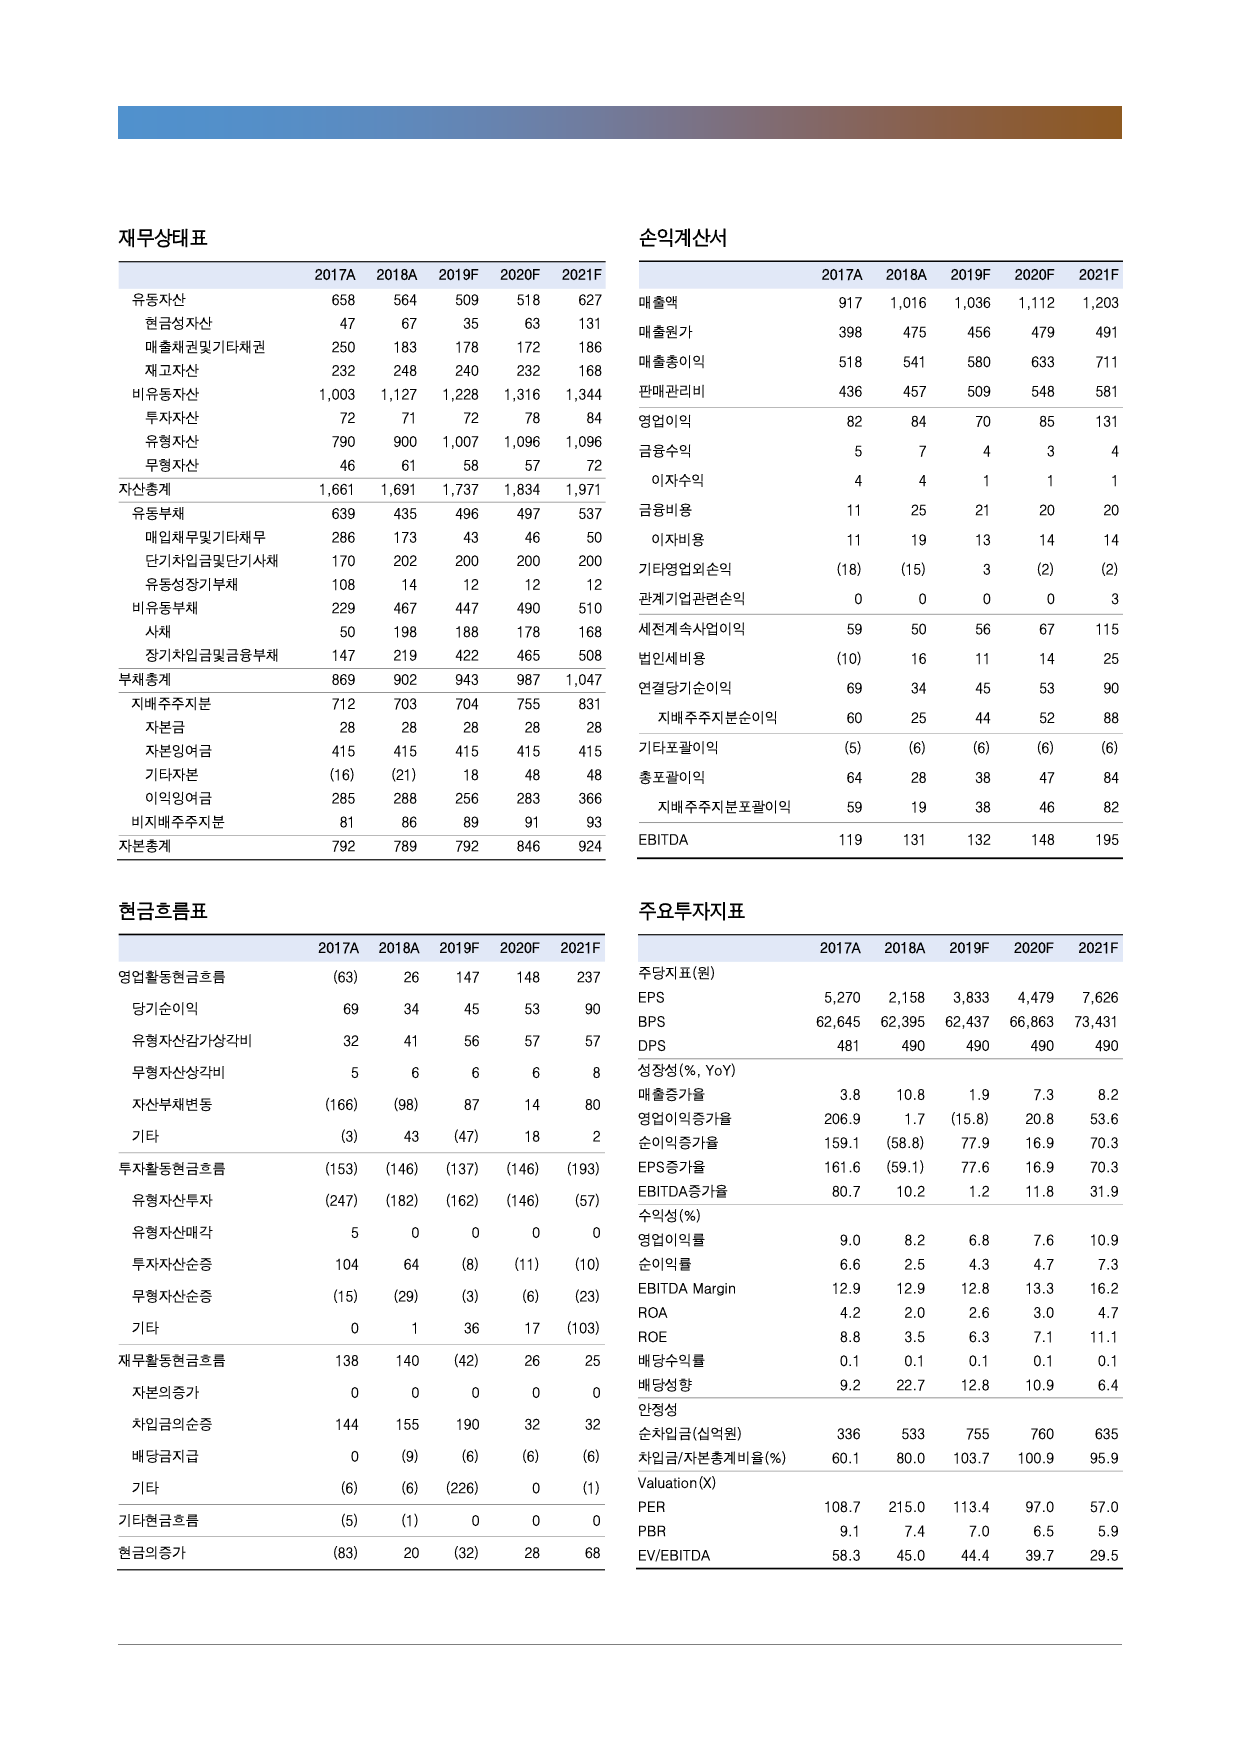 재무상태표
2017A 2018A 2019F 2020F 2021F
유동자산 658 564 509 518 627
현금성자산 47 67 35 63 131
매출채권및기타채권 250 183 178 172 186
재고자산 232 248 240 232 168
비유동자산 1,003 1,127 1,228 1,316 1,344
투자자산 72 71 72 78 84
유형자산 790 900 1,007 1,096 1,096
무형자산 46 61 58 57 72
자산총계 1,661 1,691 1,737 1,834 1,971
유동부채 639 435 496 497 537
매입채무및기타채무 286 173 43 46 50
단기차입금및단기사채 170 202 200 200 200
유동성장기부채 108 14 12 12 12
비유동부채 229 467 447 490 510
사채 50 198 188 178 168
장기차입금및금융부채 147 219 422 465 508
부채총계 869 902 943 987 1,047
지배주주지분 712 703 704 755 831
자본금 28 28 28 28 28
자본잉여금 415 415 415 415 415
기타자본 (16) (21) 18 48 48
이익잉여금 285 288 256 283 366
비지배주주지분 81 86 89 91 93
자본총계 792 789 792 846 924
손익계산서
2017A 2018A 2019F 2020F 2021F
매출액 917 1,016 1,036 1,112 1,203
매출원가 398 475 456 479 491
매출총이익 518 541 580 633 711
판매관리비 436 457 509 548 581
영업이익 82 84 70 85 131
금융수익 5 7 4 3 4
이자수익 4 4 1 1 1
금융비용 11 25 21 20 20
이자비용 11 19 13 14 14
기타영업외손익 (18) (15) 3 (2) (2)
관계기업관련손익 0 0 0 0 3
세전계속사업이익 59 50 56 67 115
법인세비용 (10) 16 11 14 25
연결당기순이익 69 34 45 53 90
지배주주지분순이익 60 25 44 52 88
기타포괄이익 (5) (6) (6) (6) (6)
총포괄이익 64 28 38 47 84
지배주주지분포괄이익 59 19 38 46 82
EBITDA 119 131 132 148 195
현금흐름표
2017A 2018A 2019F 2020F 2021F
영업활동현금흐름 (63) 26 147 148 237
당기순이익 69 34 45 53 90
유형자산감가상각비 32 41 56 57 57
무형자산상각비 5 6 6 6 8
자산부채변동 (166) (98) 87 14 80
기타 (3) 43 (47) 18 2
투자활동현금흐름 (153) (146) (137) (146) (193)
유형자산투자 (247) (182) (162) (146) (57)
유형자산매각 5 0 0 0 0
투자자산순증 104 64 (8) (11) (10)
무형자산순증 (15) (29) (3) (6) (23)
기타 0 1 36 17 (103)
재무활동현금흐름 138 140 (42) 26 25
자본의증가 0 0 0 0 0
차입금의순증 144 155 190 32 32
배당금지급 0 (9) (6) (6) (6)
기타 (6) (6) (226) 0 (1)
기타현금흐름 (5) (1) 0 0 0
현금의증가 (83) 20 (32) 28 68
주요투자지표
2017A 2018A 2019F 2020F 2021F
주당지표(원)
EPS 5,270 2,158 3,833 4,479 7,626
BPS 62,645 62,395 62,437 66,863 73,431
DPS 481 490 490 490 490
성장성(%, YoY)
매출증가율 3.8 10.8 1.9 7.3 8.2
영업이익증가율 206.9 1.7 (15.8) 20.8 53.6
순이익증가율 159.1 (58.8) 77.9 16.9 70.3
EPS증가율 161.6 (59.1) 77.6 16.9 70.3
EBITDA증가율 80.7 10.2 1.2 11.8 31.9
수익성(%)
영업이익률 9.0 8.2 6.8 7.6 10.9
순이익률 6.6 2.5 4.3 4.7 7.3
EBITDA Margin 12.9 12.9 12.8 13.3 16.2
ROA 4.2 2.0 2.6 3.0 4.7
ROE 8.8 3.5 6.3 7.1 11.1
배당수익률 0.1 0.1 0.1 0.1 0.1
배당성향 9.2 22.7 12.8 10.9 6.4
안정성
순차입금(십억원) 336 533 755 760 635
차입금/자본총계비율(%) 60.1 80.0 103.7 100.9 95.9
Valuation(X)
PER 108.7 215.0 113.4 97.0 57.0
PBR 9.1 7.4 7.0 6.5 5.9
EV/EBITDA 58.3 45.0 44.4 39.7 29.5